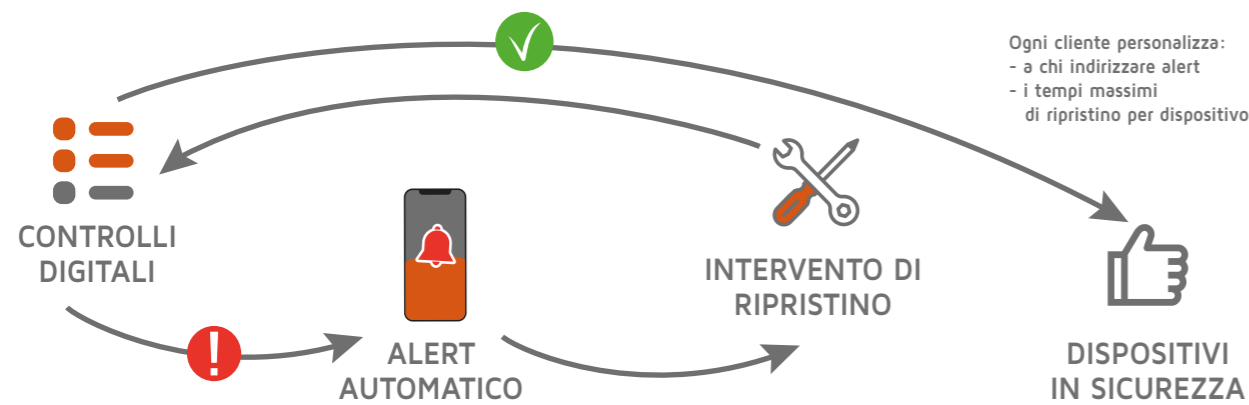 Ogni cliente personalizza:
- a chi indirizzare alert
- i tempi massimi
di ripristino per dispositivo
CONTROLLI
DIGITALI
ALERT
AUTOMATICO
INTERVENTO DI
RIPRISTINO
DISPOSITIVI
IN SICUREZZA